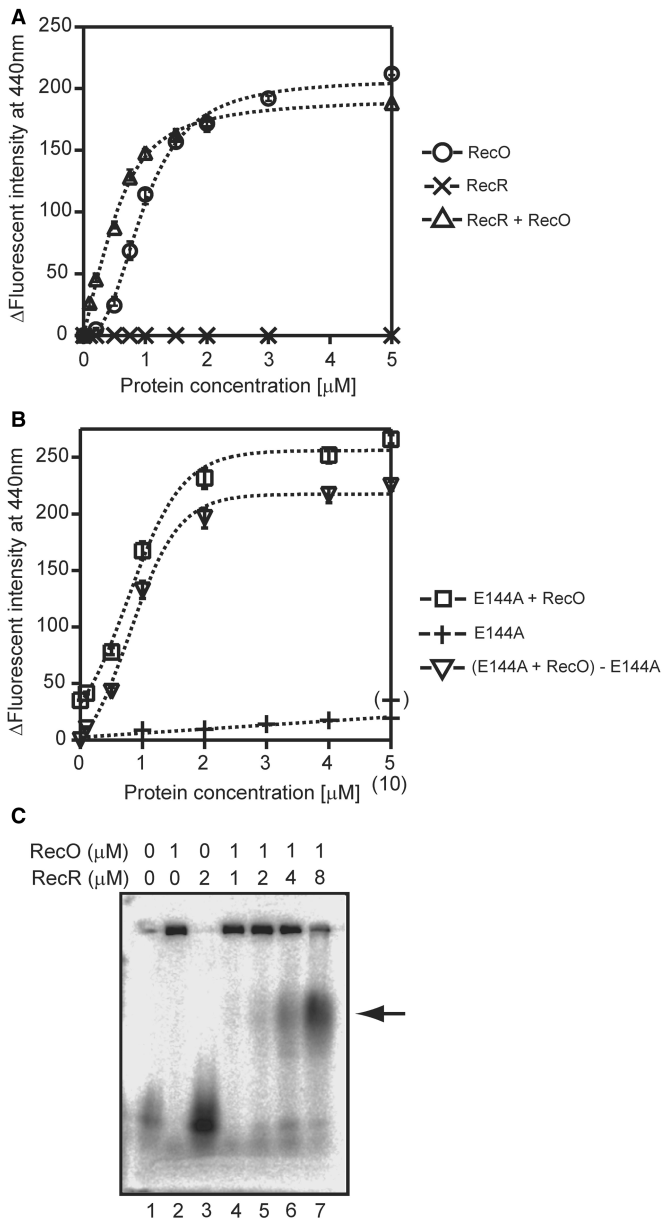 A
ΔFluorescent intensity at 440nm
250
200
150
100
50
0
0 1 2 3 4 5
Protein concentration [μM]
RecO
RecR
RecR + RecO
B
ΔFluorescent intensity at 440nm
250
200
150
100
50
0
0 1 2 3 4 5
(10)
Protein concentration [μM]
E144A + RecO
E144A
(E144A + RecO) - E144A
( )
C
RecO (μM) 0 1 0 1 1 1 1
RecR (μM) 0 0 2 1 2 4 8
1 2 3 4 5 6 7